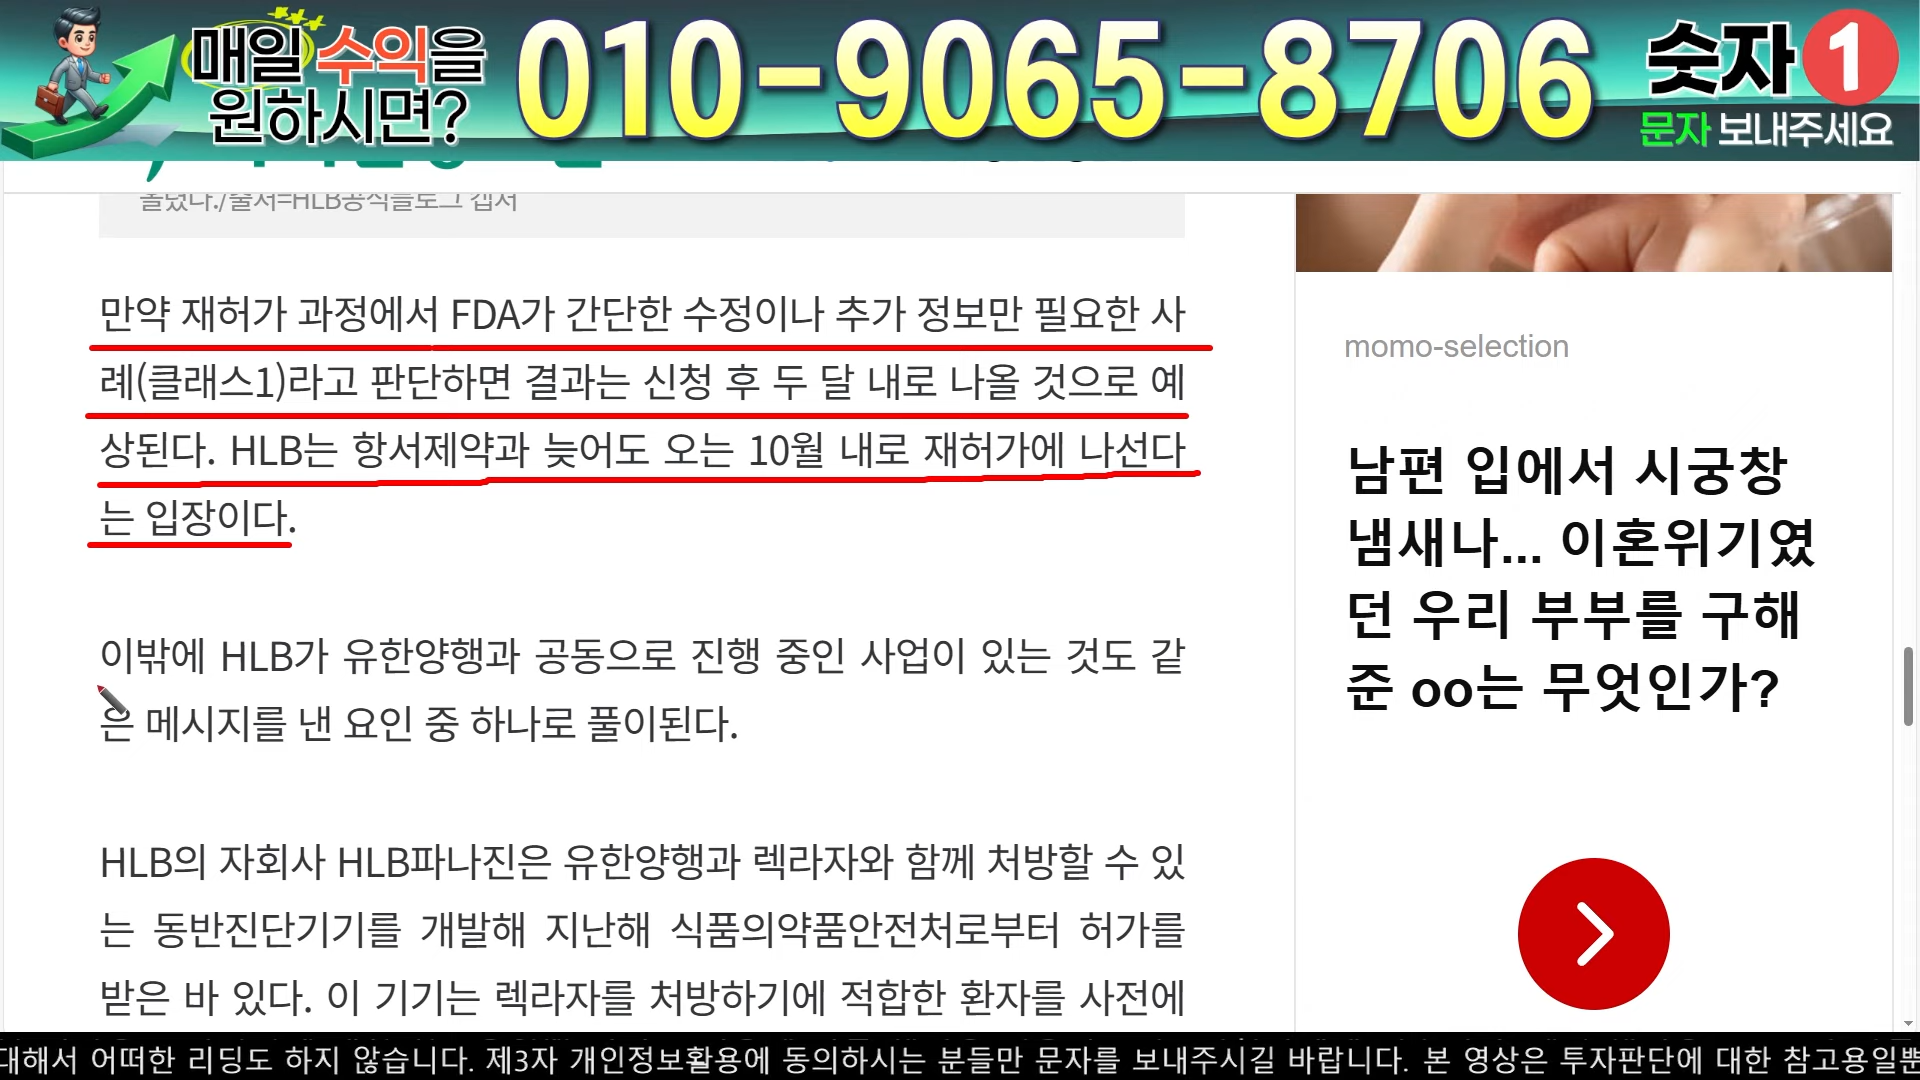 매일 수익을
원하시면?
010-9065-8706
숫자 1
문자 보내주세요
올렸다./출처=HLB공식블로그 캡처
만약 재허가 과정에서 FDA가 간단한 수정이나 추가 정보만 필요한 사
례(클래스1)라고 판단하면 결과는 신청 후 두 달 내로 나올 것으로 예
상된다. HLB는 항서제약과 늦어도 오는 10월 내로 재허가에 나선다
는 입장이다.
이밖에 HLB가 유한양행과 공동으로 진행 중인 사업이 있는 것도 같
은 메시지를 낸 요인 중 하나로 풀이된다.
HLB의 자회사 HLB파나진은 유한양행과 렉라자와 함께 처방할 수 있
는 동반진단기기를 개발해 지난해 식품의약품안전처로부터 허가를
받은 바 있다. 이 기기는 렉라자를 처방하기에 적합한 환자를 사전에
momo-selection
남편 입에서 시궁창
냄새나... 이혼위기였
던 우리 부부를 구해
준 oo는 무엇인가?
대해서 어떠한 리딩도 하지 않습니다. 제3자 개인정보활용에 동의하시는 분들만 문자를 보내주시길 바랍니다. 본 영상은 투자판단에 대한 참고용일뿐